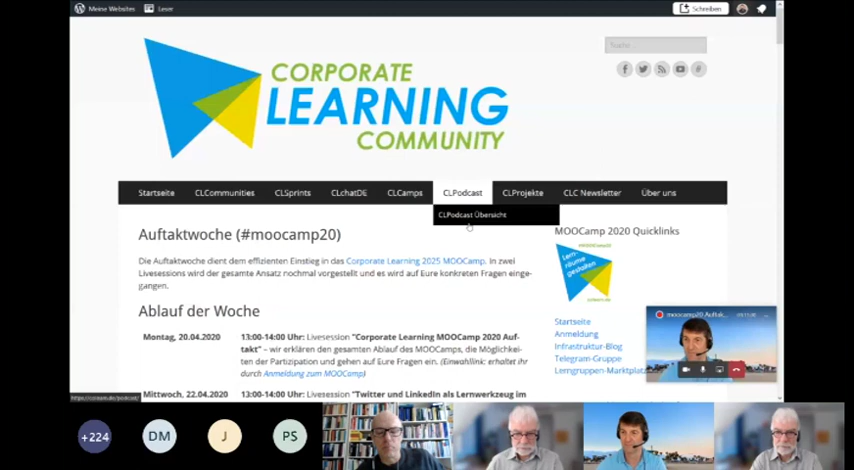 Meine Websites Leser Schreiben
CORPORATE
LEARNING
COMMUNITY
Suche...
Startseite CLCommunities CLSprints CLchatDE CLCamps CLPodcast CLProjekte CLC Newsletter Über uns
CLPodcast Übersicht
Auftaktwoche (#moocamp20)
Die Auftaktwoche dient dem effizienten Einstieg in das Corporate Learning 2025 MOOCamp. In zwei
Livesessions wird der gesamte Ansatz nochmal vorgestellt und es wird auf Eure konkreten Fragen einge-
gangen.
Ablauf der Woche
Montag, 20.04.2020 13:00-14:00 Uhr: Livesession "Corporate Learning MOOCamp 2020 Auf-
takt" – wir erklären den gesamten Ablauf des MOOCamps, die Möglichkei-
ten der Partizipation und gehen auf Eure Fragen ein. (Einwahllink: erhaltet ihr
durch Anmeldung zum MOOCamp)
Mittwoch, 22.04.2020 13:00-14:00 Uhr: Livesession "Twitter und LinkedIn als Lernwerkzeug im
MOOCamp 2020 Quicklinks
Lern-
räume
gestalten
Startseite
Anmeldung
Infrastruktur-Blog
Telegram-Gruppe
Lerngruppen-Marktplatz
moocamp20 Auftak...
+224 DM J PS